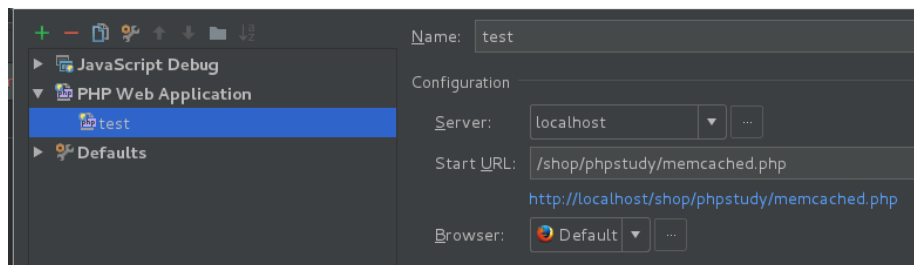 Name: test
JavaScript Debug
PHP Web Application
test
Defaults
Configuration
Server: localhost
Start URL: /shop/phpstudy/memcached.php
http://localhost/shop/phpstudy/memcached.php
Browser: Default